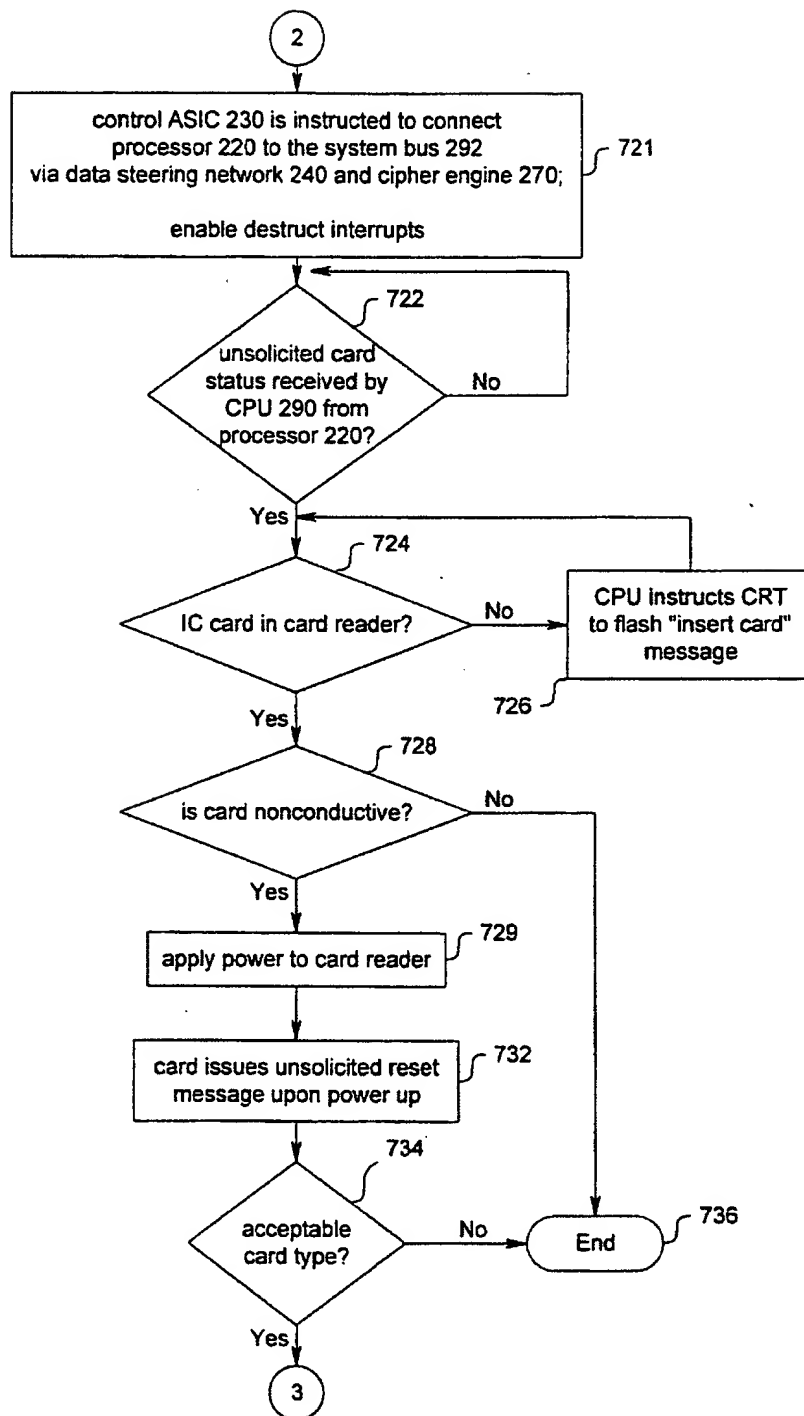 2
control ASIC 230 is instructed to connect
processor 220 to the system bus 292
via data steering network 240 and cipher engine 270;
enable destruct interrupts
721
722
unsolicited card
status received by
CPU 290 from
processor 220?
No
Yes
724
IC card in card reader?
No
CPU instructs CRT
to flash "insert card"
message
726
Yes
728
is card nonconductive?
No
Yes
729
apply power to card reader
732
card issues unsolicited reset
message upon power up
734
acceptable
card type?
No
End
736
Yes
3